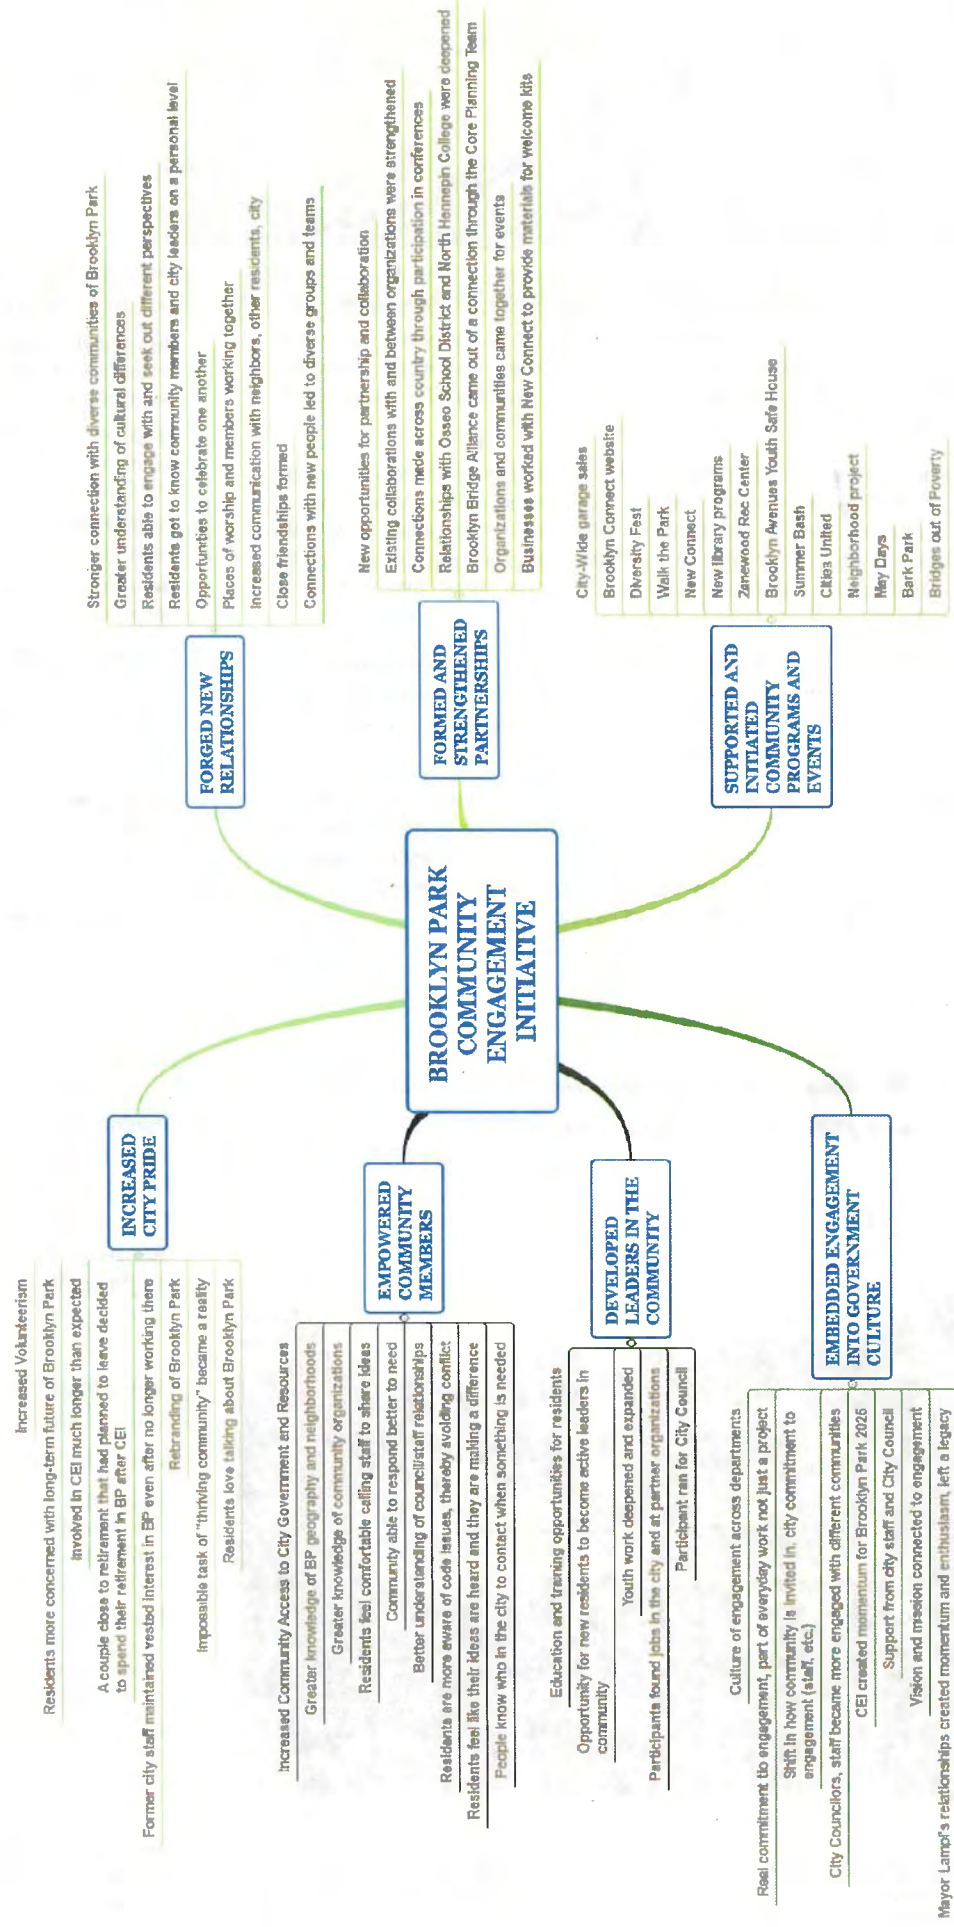 BROOKLYN PARK
COMMUNITY
ENGAGEMENT
INITIATIVE
INCREASED
CITY PRIDE
Increased Volunteerism
Residents more concerned with long-term future of Brooklyn Park
Involved in CEI much longer than expected
A couple close to retirement that had planned to leave decided
to spend their retirement in BP after CEI
Former city staff maintained vested interest in BP even after no longer working there
Rebranding of Brooklyn Park
Impossible task of "thriving community" became a reality
Residents love talking about Brooklyn Park
EMPOWERED
COMMUNITY
MEMBERS
Increased Community Access to City Government and Resources
Greater knowledge of BP geography and neighborhoods
Greater knowledge of community organizations
Residents feel comfortable calling staff to share ideas
Community able to respond better to need
Better understanding of council/staff relationships
Residents are more aware of code issues, thereby avoiding conflict
Residents feel like their ideas are heard and they are making a difference
People know who in the city to contact when something is needed
DEVELOPED
LEADERS IN THE
COMMUNITY
Education and training opportunities for residents
Opportunity for new residents to become active leaders in
community
Youth work deepened and expanded
Participants found jobs in the city and at partner organizations
Participant ran for City Council
EMBEDDED ENGAGEMENT
INTO GOVERNMENT
CULTURE
Culture of engagement across departments
Real commitment tio engagement, part of everyday work not just a project
Shift in how community is invited in, city commitment to
engagement (staff, etc.)
City Councilors, staff became more engaged with different communities
CEI created momentum for Brooklyn Park 2025
Support from city staff and City Council
Vision and mission connected to engagement
Mayor Lampi's relationships created momentum and enthusiasm, left a legacy
FORGED NEW
RELATIONSHIPS
Stronger connection with diverse communities of Brooklyn Park
Greater understanding of cultural differences
Residents able to engage with and seek out different perspectives
Residents got to know community members and city leaders on a personal level
Opportunities to celebrate one another
Places of worship and members working together
Increased communication with neighbors, other residents, city
Close friendships formed
Connections with new people led to diverse groups and teams
FORMED AND
STRENGTHENED
PARTNERSHIPS
New opportunities for partnership and collaboration
Existing collaborations with and between organizations were strengthened
Connections made across country through participation in conferences
Relationships with Osseo School District and North Hennepin College were deepened
Brooklyn Bridge Alliance came out of a connection through the Core Planning Team
Organizations and communities came together for events
Businesses worked with New Connect to provide materials for welcome kits
SUPPORTED AND
INITIATED
COMMUNITY
PROGRAMS AND
EVENTS
City-Wide garage sales
Brooklyn Connect website
Diversity Fest
Walk the Park
New Connect
New library programs
Zanewood Rec Center
Brooklyn Avenues Youth Safe House
Summer Bash
Cities United
Neighborhood project
May Days
Bark Park
Bridges out of Poverty